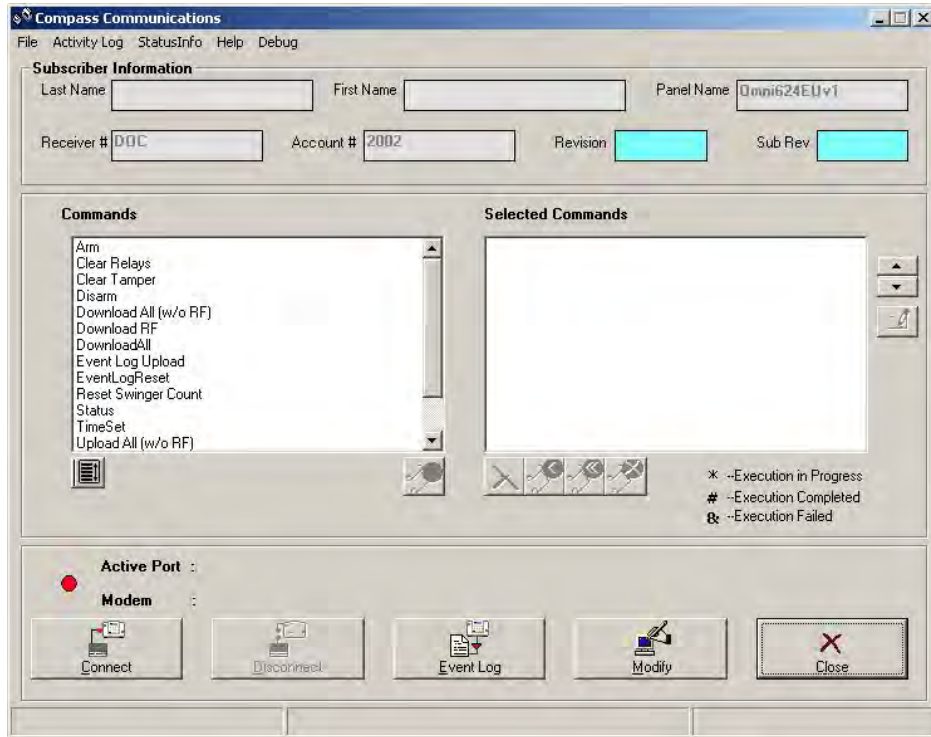 Compass Communications
File Activity Log StatusInfo Help Debug
Subscriber Information
Last Name First Name Panel Name Omni624EUv1
Receiver # DOC Account # 2002 Revision Sub Rev
Commands Selected Commands
Arm
Clear Relays
Clear Tamper
Disarm
Download All (w/o RF)
Download RF
DownloadAll
Event Log Upload
EventLogReset
Reset Swinger Count
Status
TimeSet
Upload All (w/o RF)
* --Execution in Progress
# --Execution Completed
& --Execution Failed
Active Port :
Modem :
Connect Disconnect Event Log Modify Close